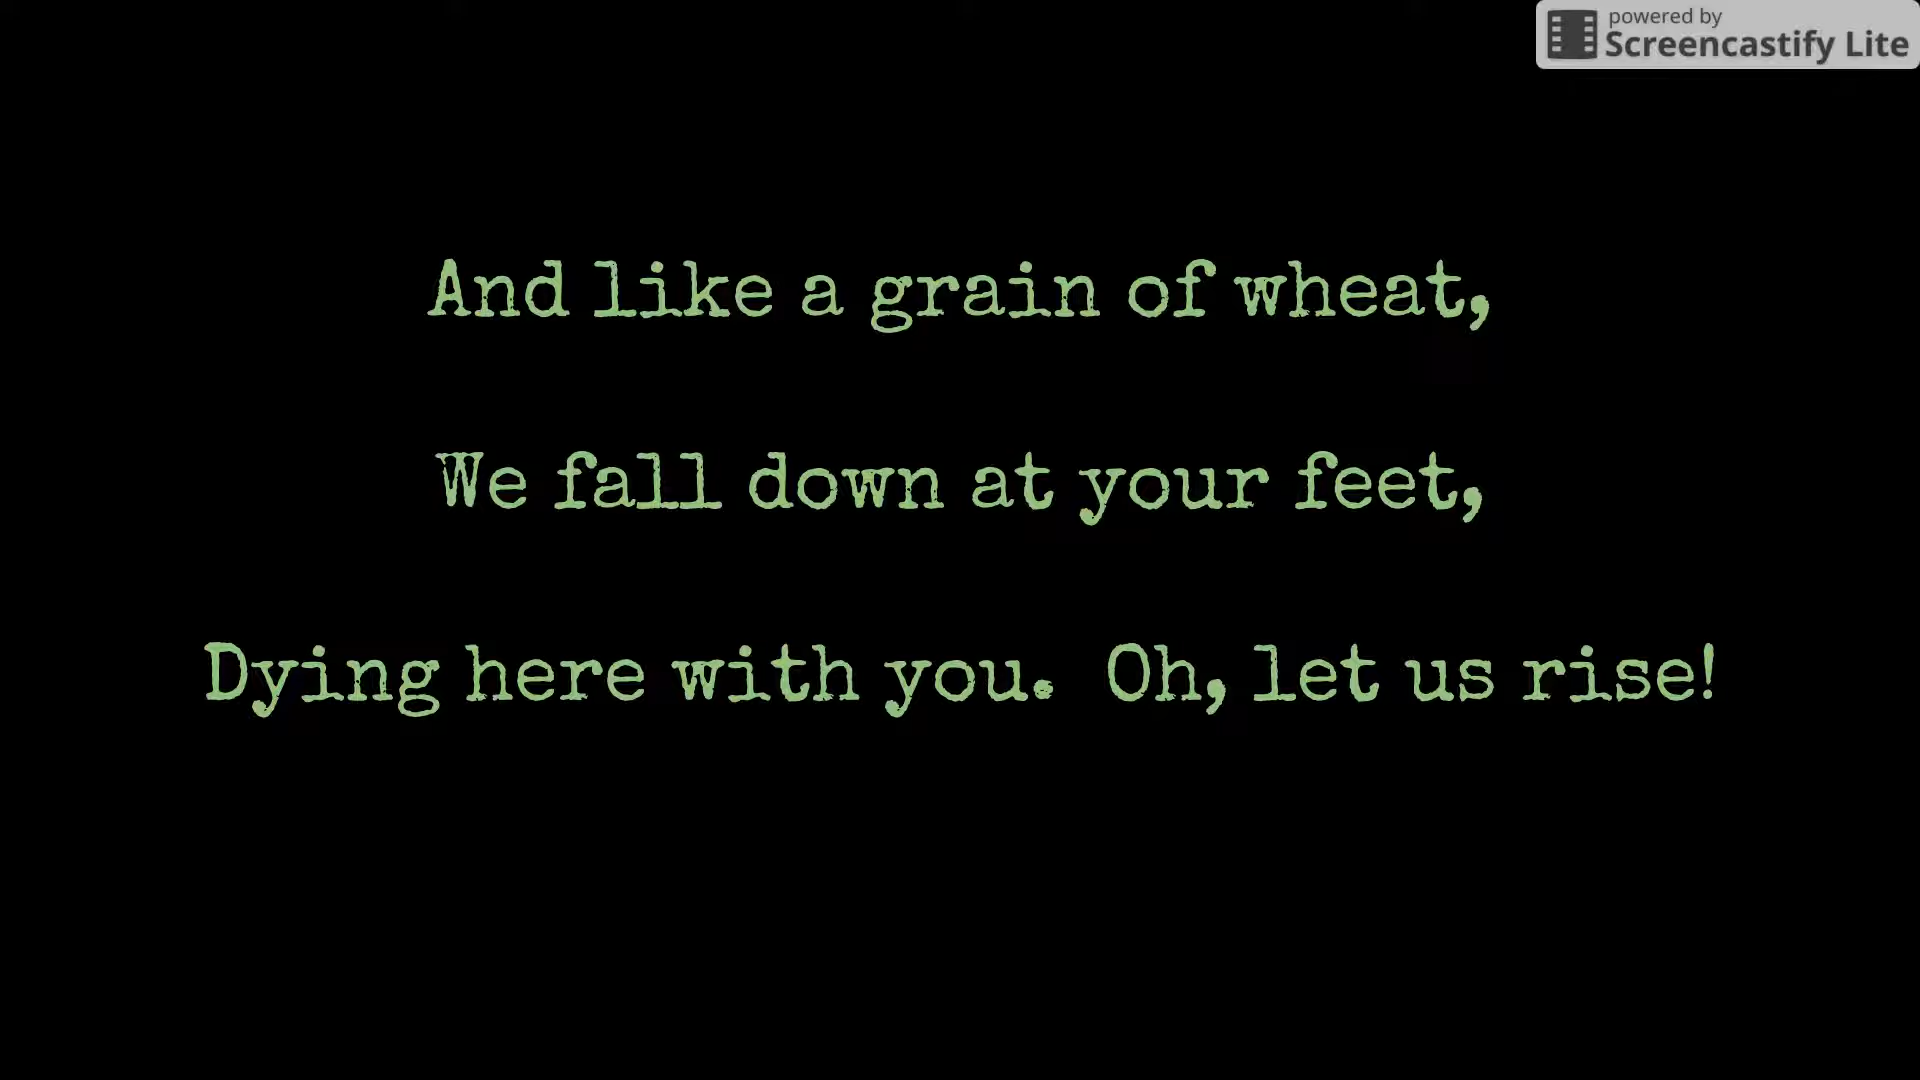 powered by
Screencastify Lite
And like a grain of wheat,
We fall down at your feet,
Dying here with you.  Oh, let us rise!